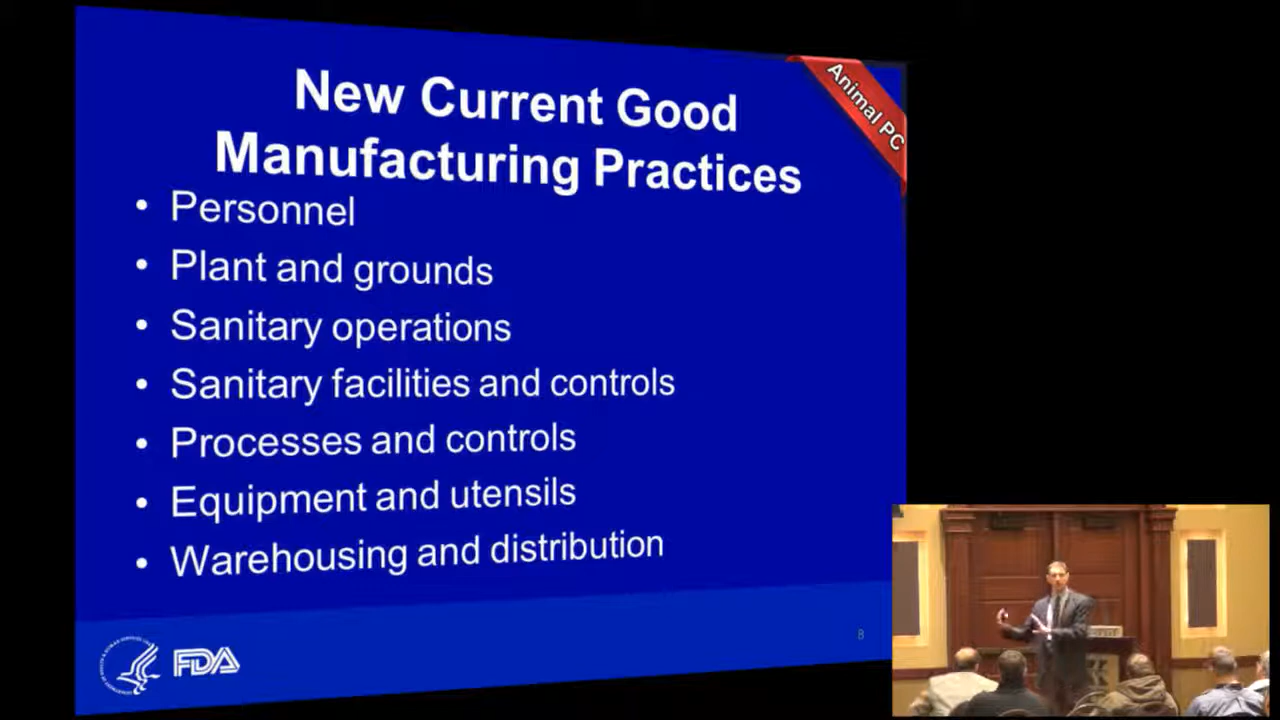 New Current Good
Manufacturing Practices
Animal PC
• Personnel
• Plant and grounds
• Sanitary operations
• Sanitary facilities and controls
• Processes and controls
• Equipment and utensils
• Warehousing and distribution
8
FDA